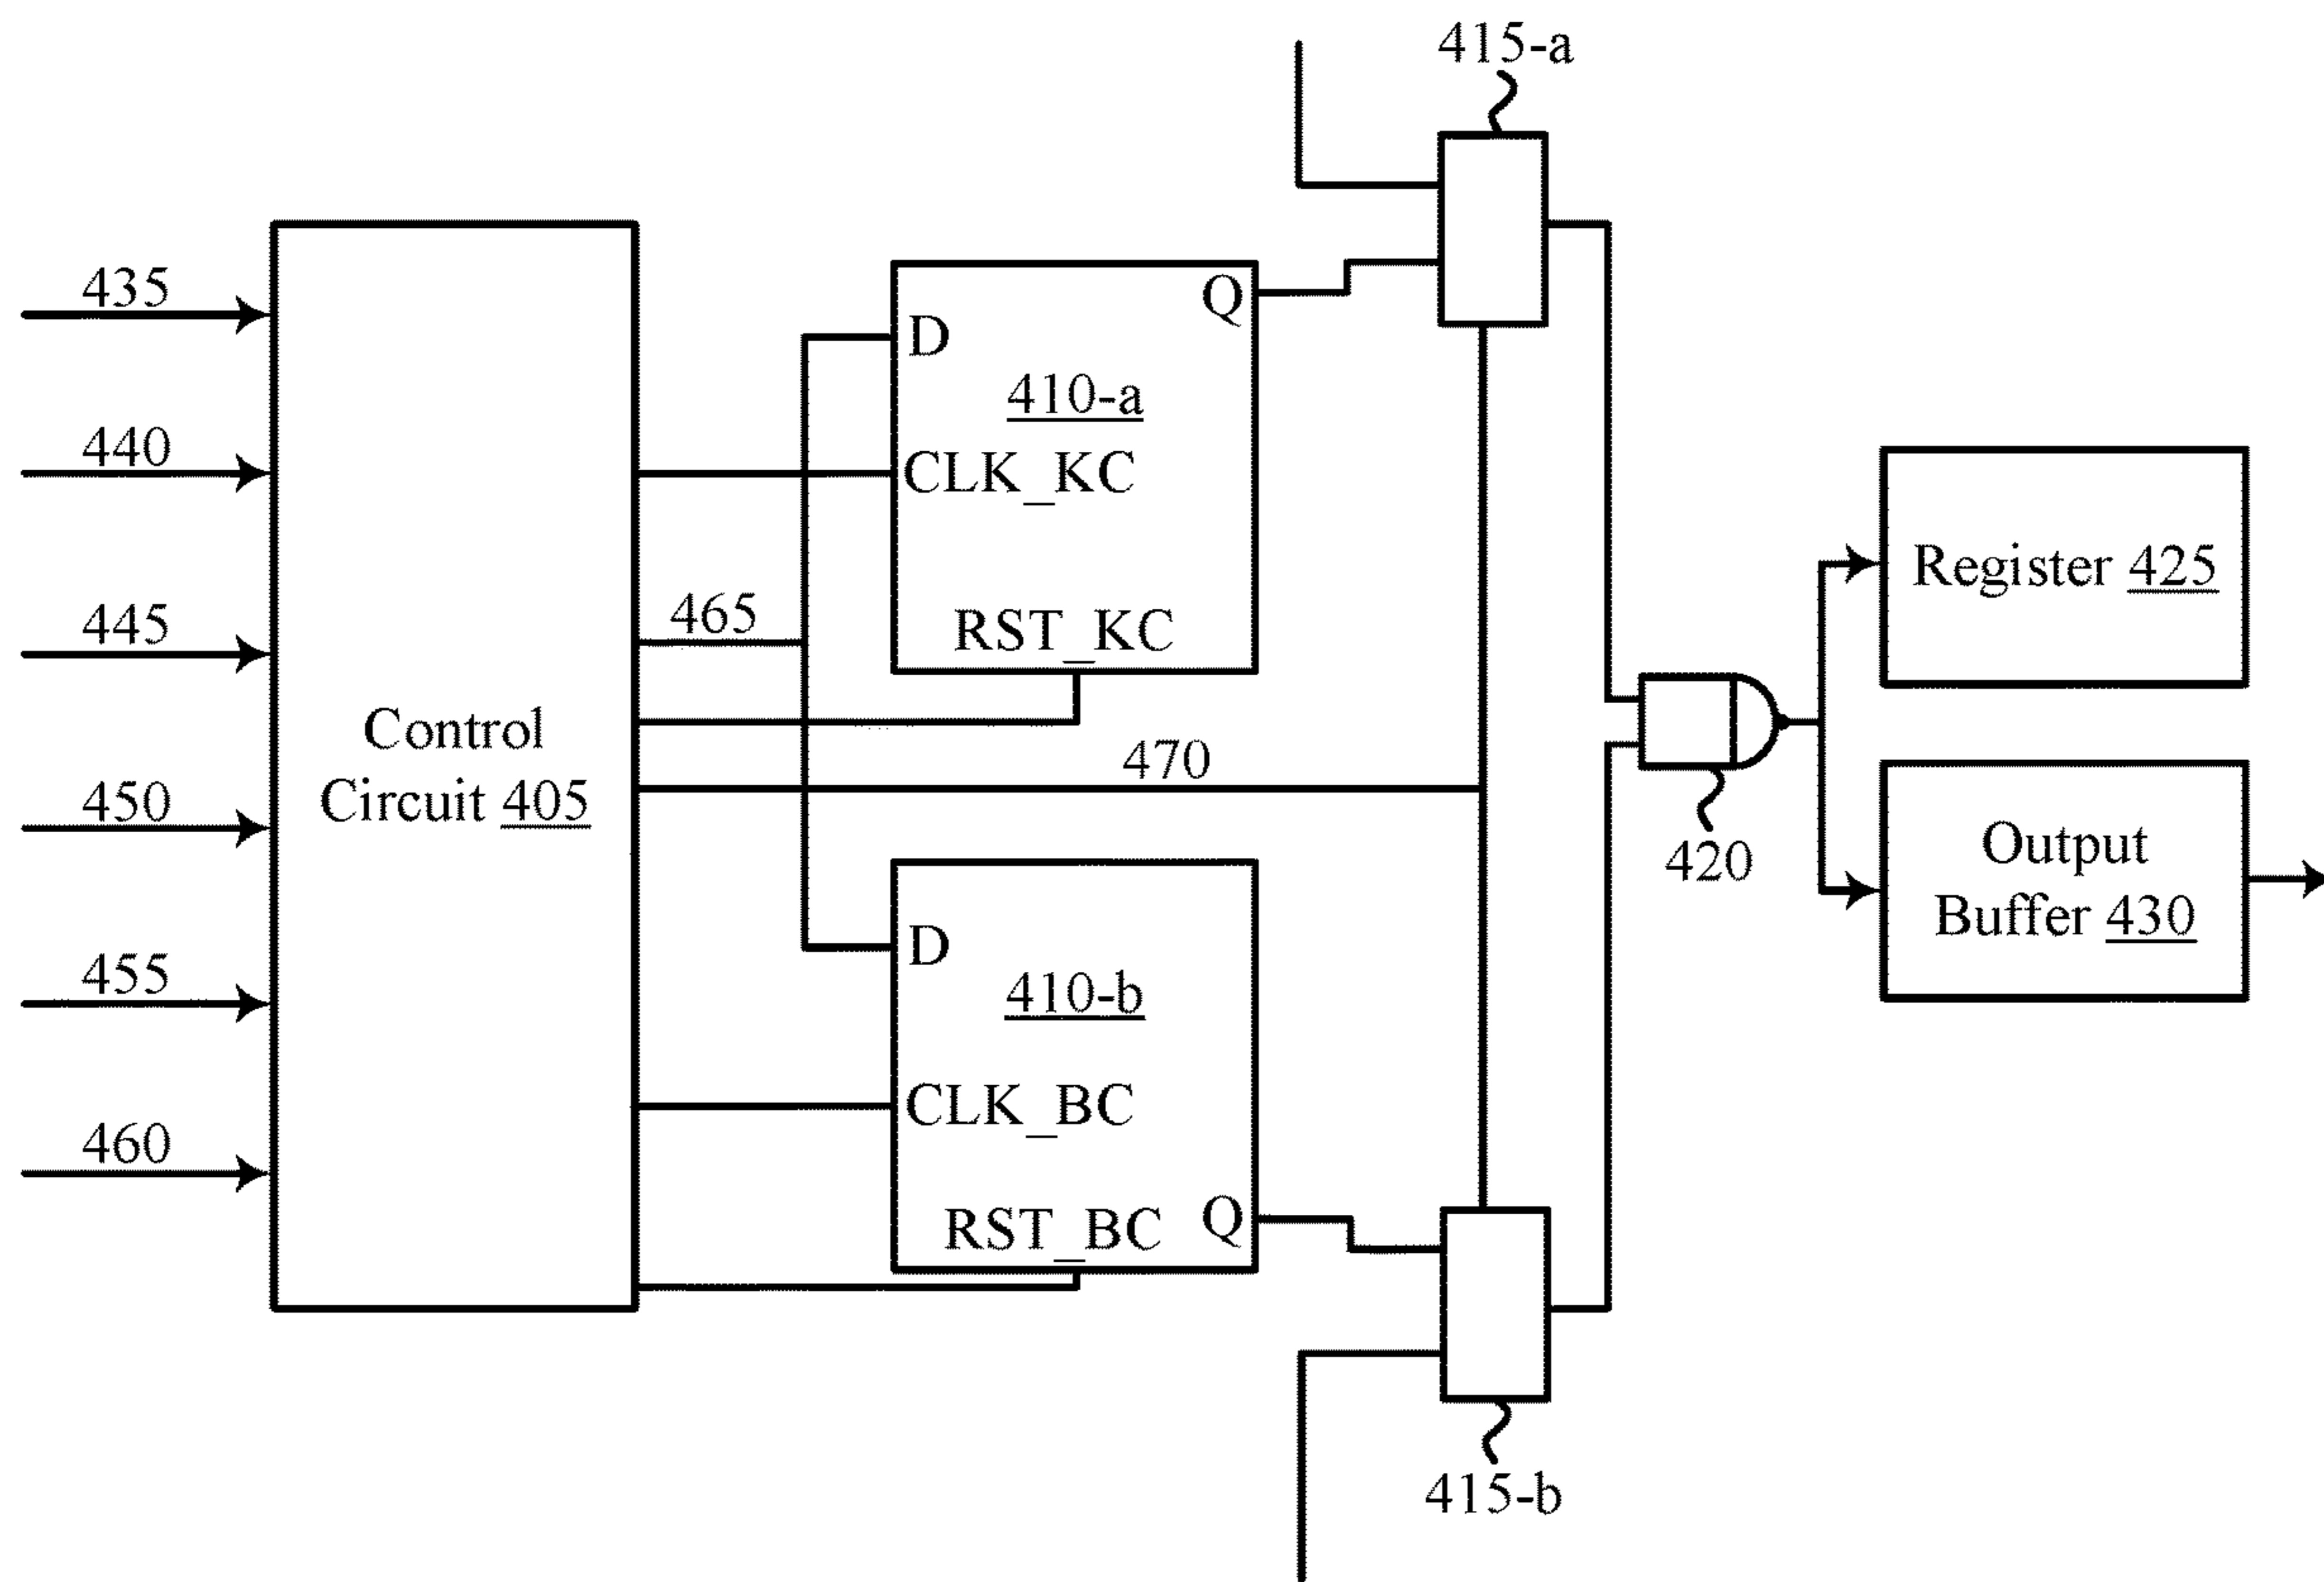 415-a
435
440
445
450
455
460
Control
Circuit 405
465
470
Q
D
410-a
CLK_KC
RST_KC
D
410-b
CLK_BC
RST_BC
Q
415-b
420
Register 425
Output
Buffer 430